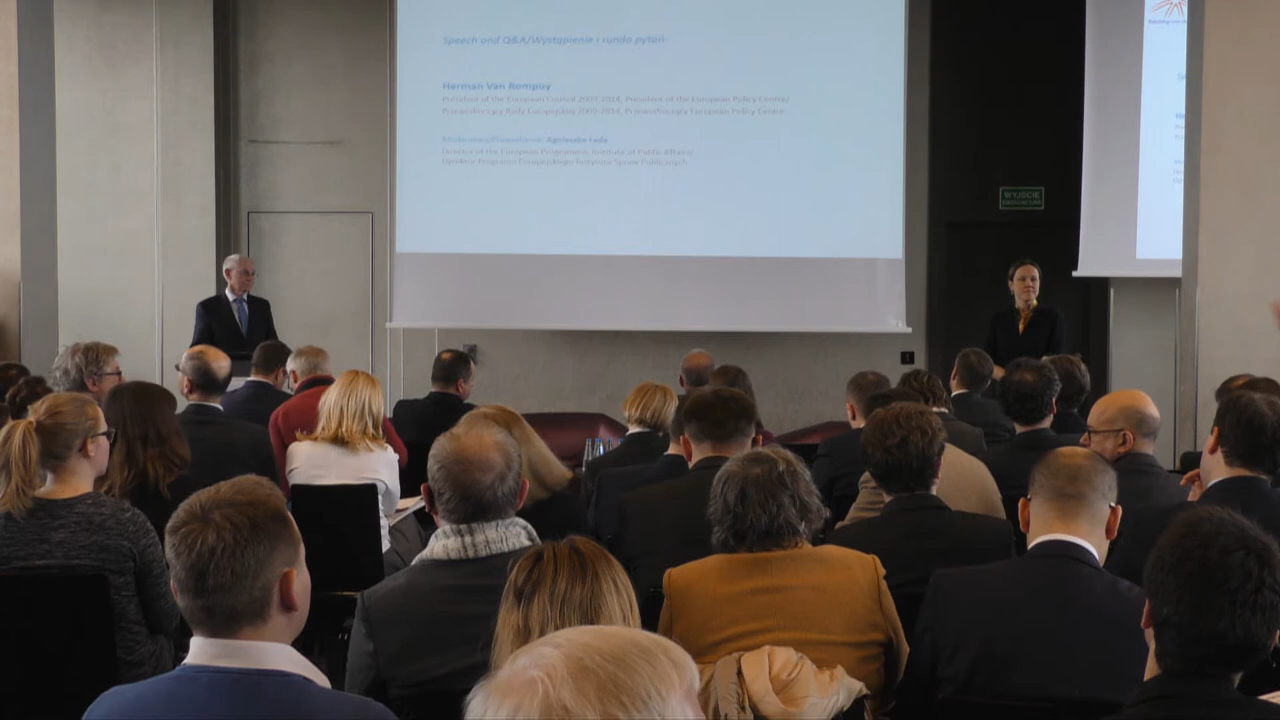 Speech and Q&A/Wystąpienie i runda pytań
Herman Van Rompuy
President of the European Council 2009-2014, President of the European Policy Centre/
Przewodniczący Rady Europejskiej 2009-2014, Przewodniczący European Policy Centre
Agnieszka Łada
Director of the European Programme, Institute of Public Affairs/
Dyrektor Programu Europejskiego Instytutu Spraw Publicznych
WYJŚCIE
EWAKUACYJNE